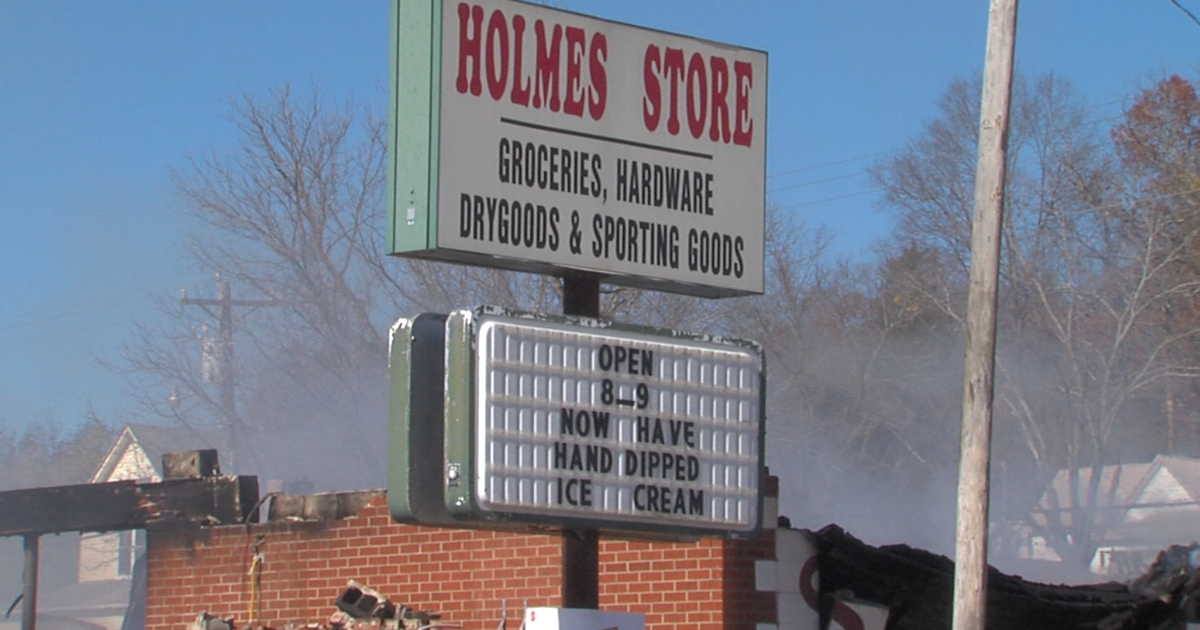 HOLMES STORE
GROCERIES, HARDWARE
DRYGOODS & SPORTING GOODS
OPEN
8-9
NOW HAVE
HAND DIPPED
ICE CREAM